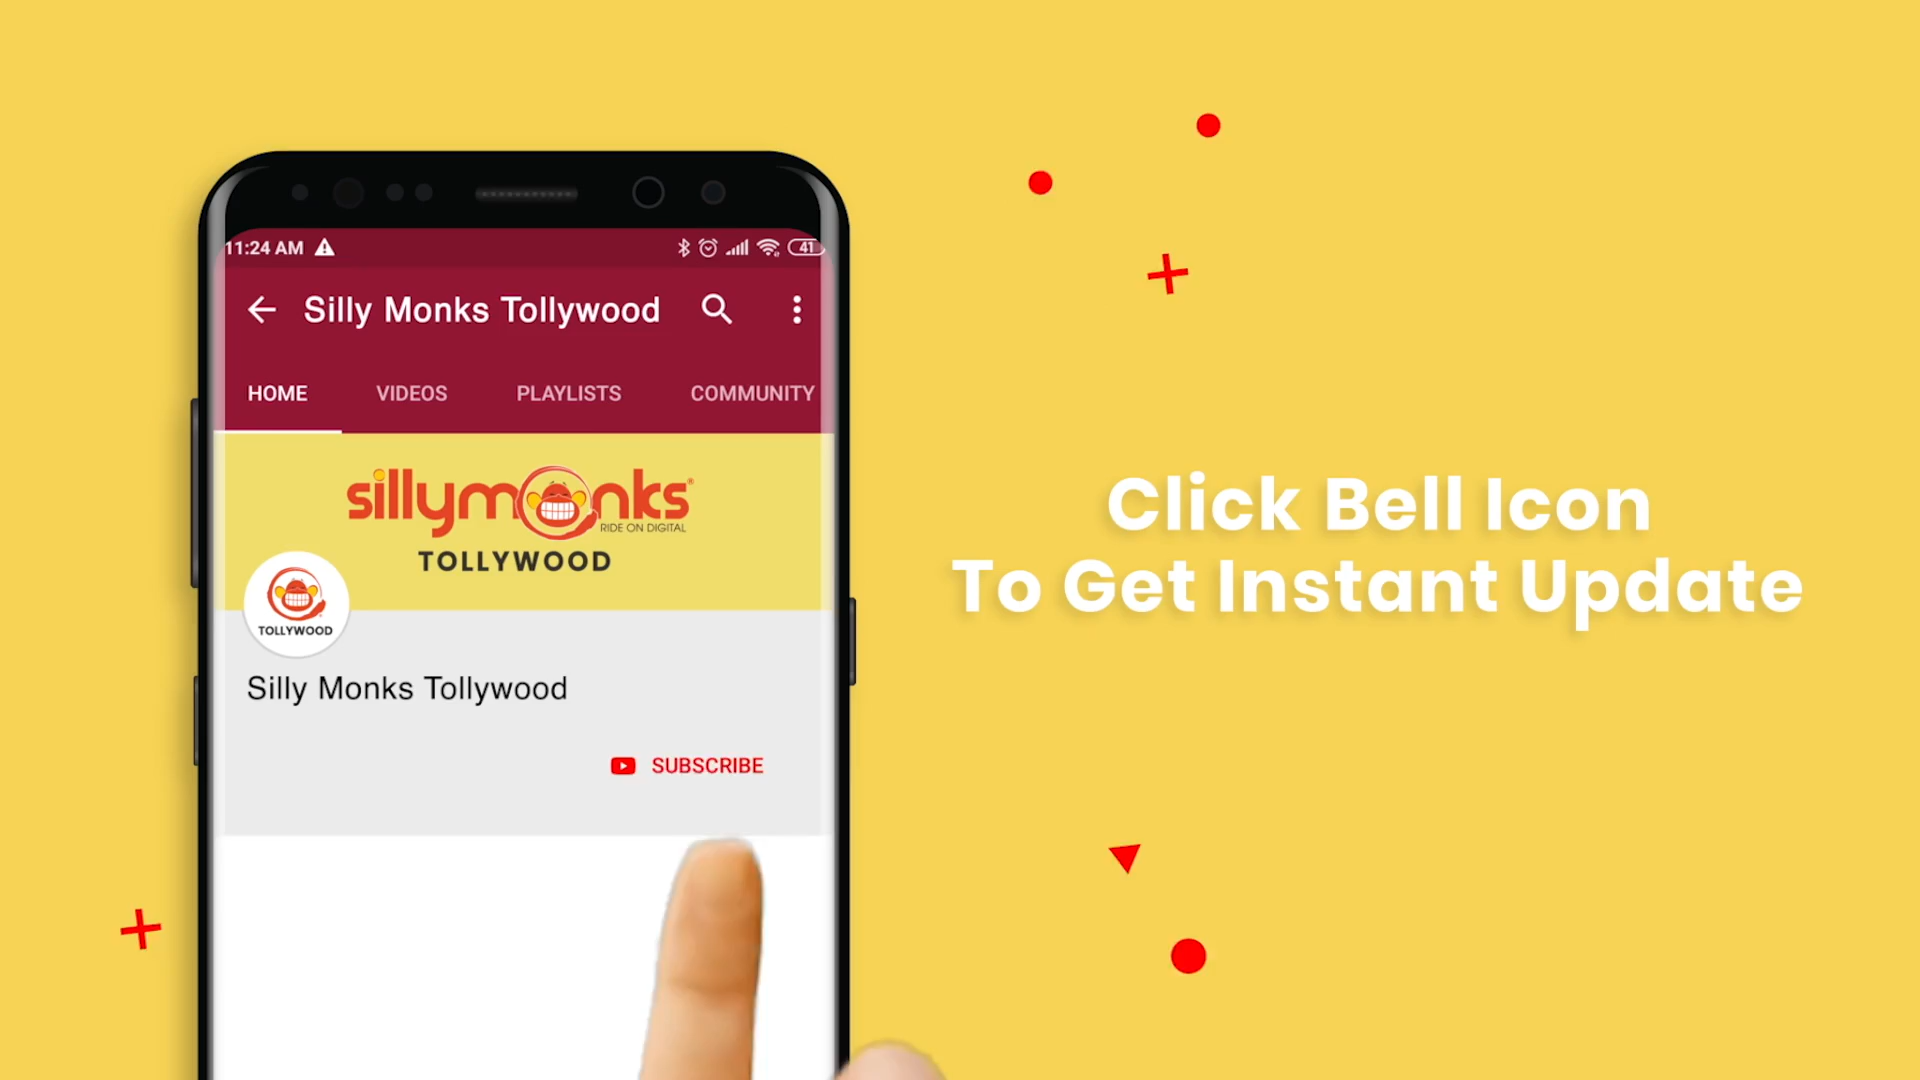 11:24 AM
41
Silly Monks Tollywood
HOME VIDEOS PLAYLISTS COMMUNITY
sillymonks®
RIDE ON DIGITAL
TOLLYWOOD
TOLLYWOOD
Silly Monks Tollywood
SUBSCRIBE
Click Bell Icon
To Get Instant Update